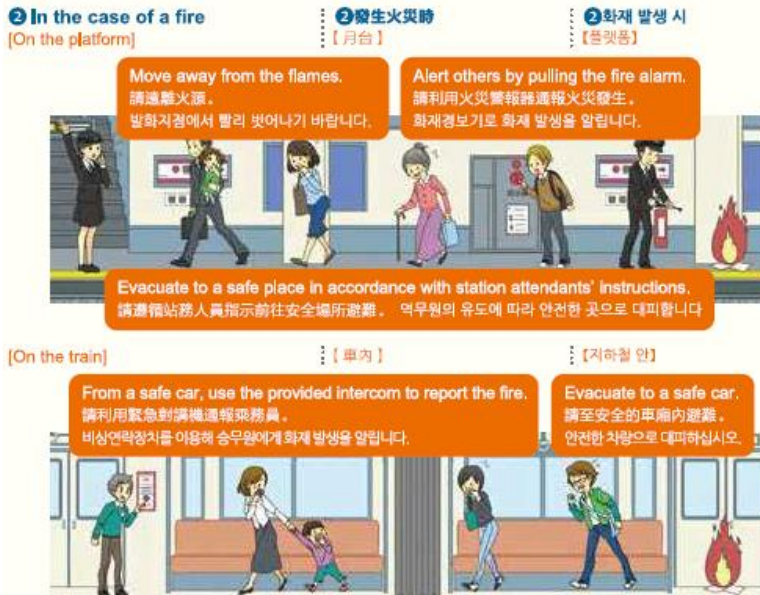 ❷In the case of a fire
❷發生火災時
❷화재 발생 시
[On the platform]
【月台】
【플랫폼】
Move away from the flames.
請遠離火源。
발화지점에서 빨리 벗어나기 바랍니다.
Alert others by pulling the fire alarm.
請利用火災警報器通報火災發生。
화재경보기로 화재 발생을 알립니다.
Evacuate to a safe place in accordance with station attendants' instructions.
請遵循站務人員指示前往安全場所避難。 역무원의 유도에 따라 안전한 곳으로 대피합니다
[On the train]
【車內】
【지하철 안】
From a safe car, use the provided intercom to report the fire.
請利用緊急對講機通報乘務員。
비상연락장치를 이용해 승무원에게 화재 발생을 알립니다.
Evacuate to a safe car.
請至安全的車廂內避難。
안전한 차량으로 대피하십시오.